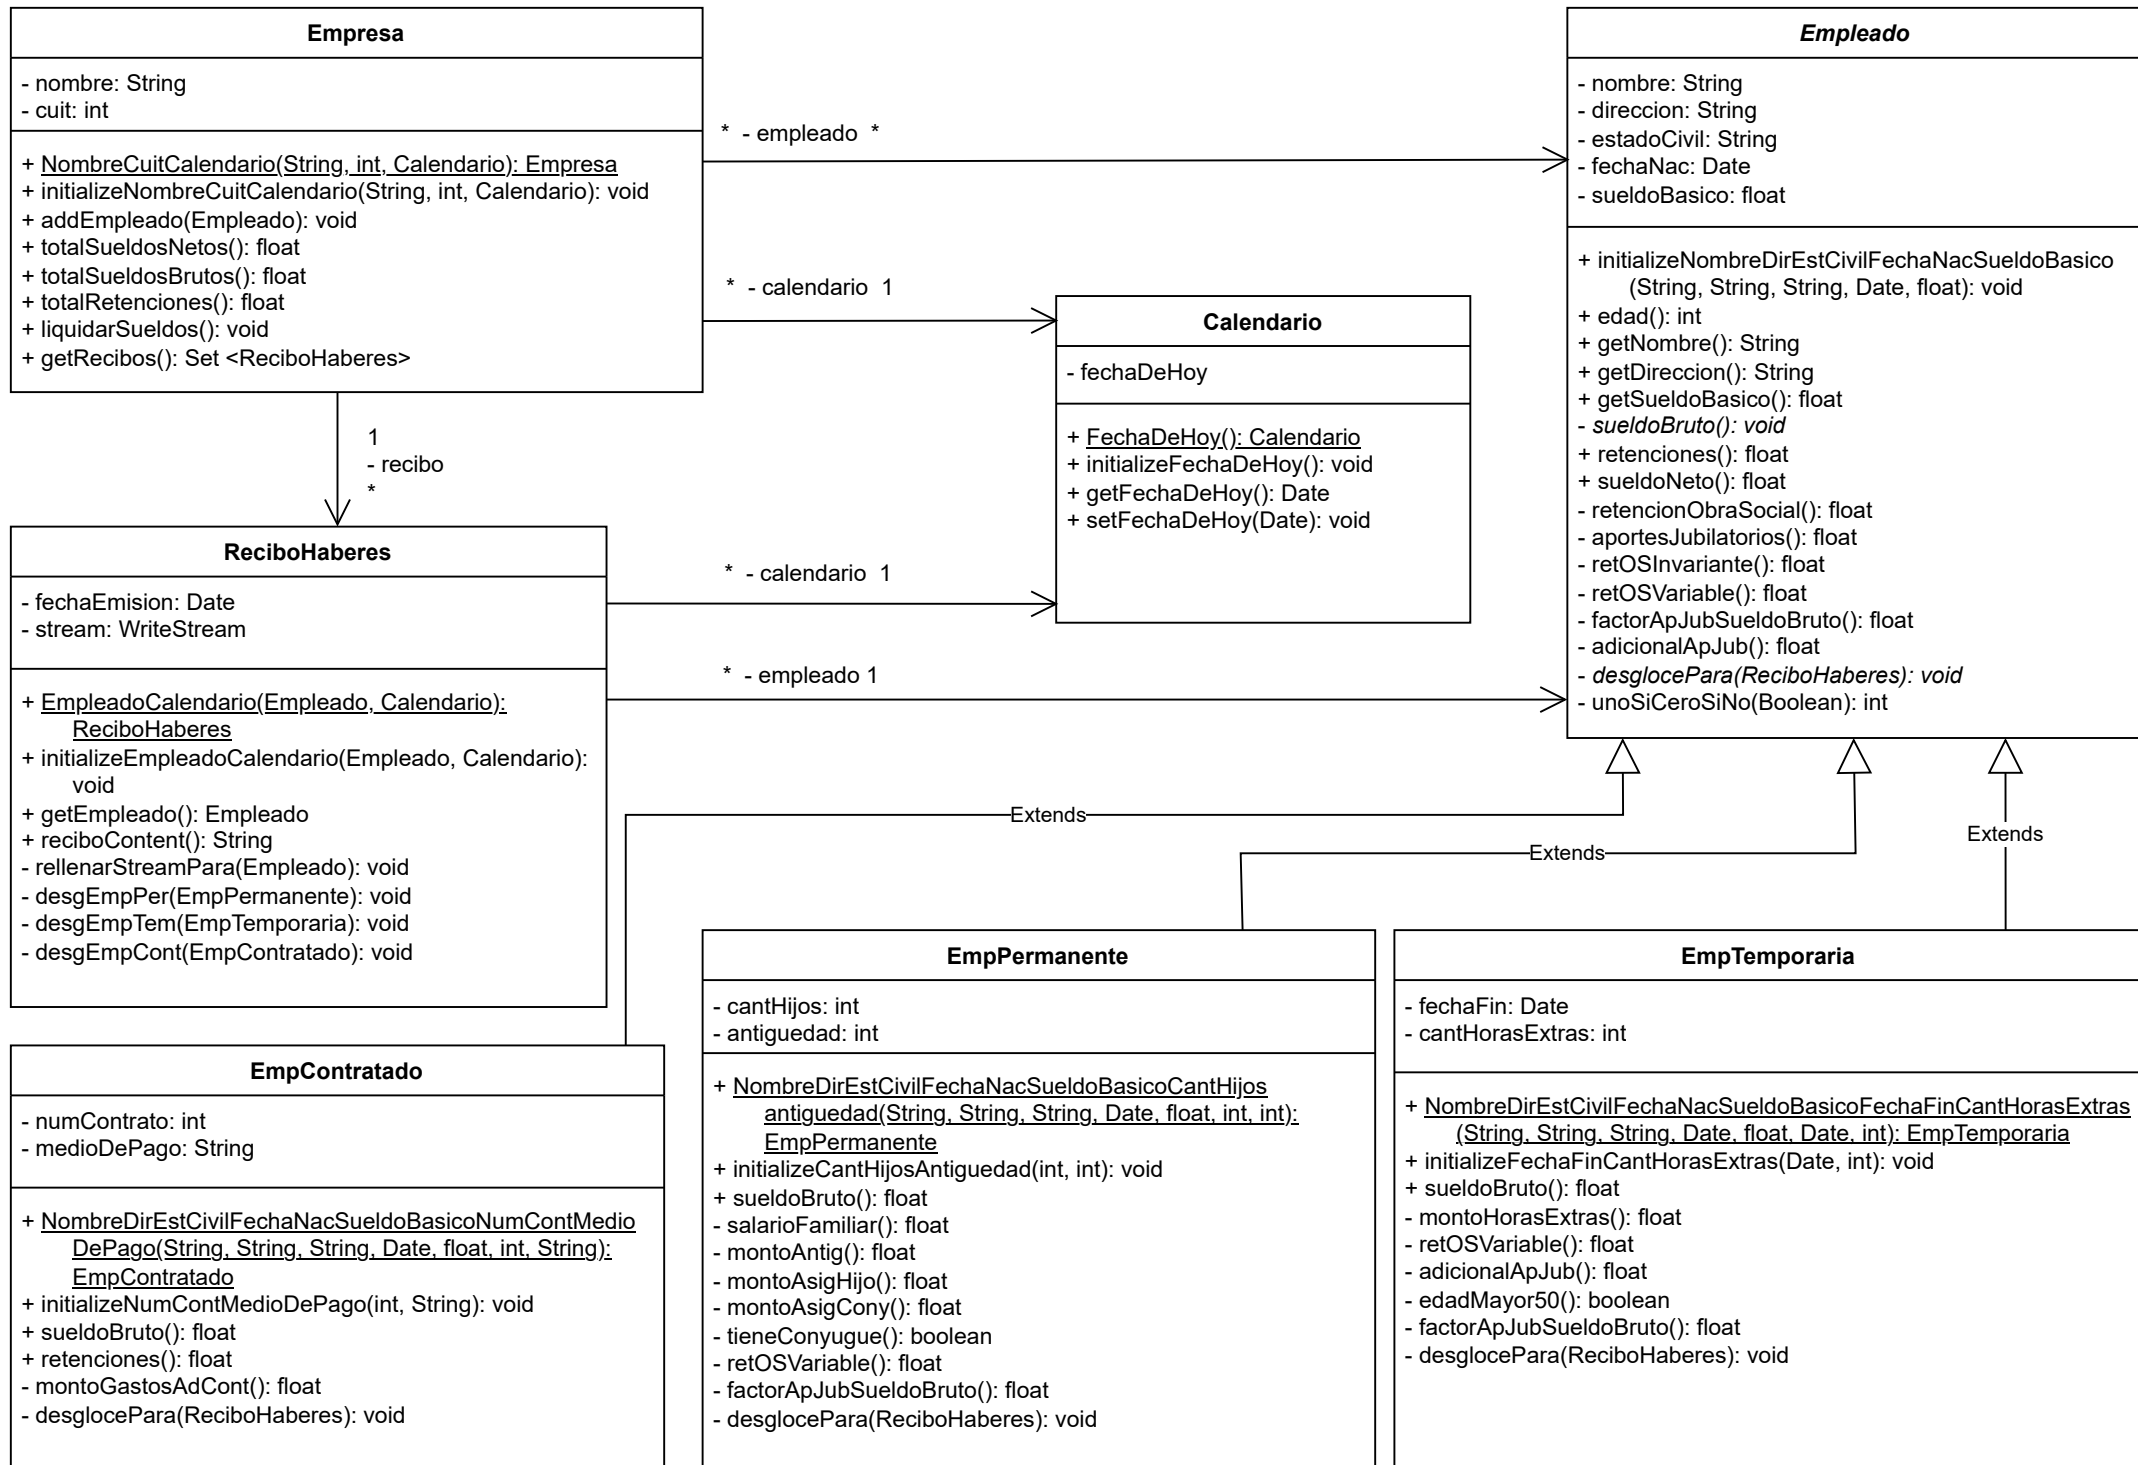 Empresa
- nombre: String
- cuit: int
+ NombreCuitCalendario(String, int, Calendario): Empresa
+ initializeNombreCuitCalendario(String, int, Calendario): void
+ addEmpleado(Empleado): void
+ totalSueldosNetos(): float
+ totalSueldosBrutos(): float
+ totalRetenciones(): float
+ liquidarSueldos(): void
+ getRecibos(): Set <ReciboHaberes>
* - empleado *
* - calendario 1
1
- recibo
*
Empleado
- nombre: String
- direccion: String
- estadoCivil: String
- fechaNac: Date
- sueldoBasico: float
+ initializeNombreDirEstCivilFechaNacSueldoBasico
(String, String, String, Date, float): void
+ edad(): int
+ getNombre(): String
+ getDireccion(): String
+ getSueldoBasico(): float
- sueldoBruto(): void
+ retenciones(): float
+ sueldoNeto(): float
- retencionObraSocial(): float
- aportesJubilatorios(): float
- retOSInvariante(): float
- retOSVariable(): float
- factorApJubSueldoBruto(): float
- adicionalApJub(): float
- desglocePara(ReciboHaberes): void
- unoSiCeroSiNo(Boolean): int
Calendario
- fechaDeHoy
+ FechaDeHoy(): Calendario
+ initializeFechaDeHoy(): void
+ getFechaDeHoy(): Date
+ setFechaDeHoy(Date): void
ReciboHaberes
- fechaEmision: Date
- stream: WriteStream
+ EmpleadoCalendario(Empleado, Calendario):
ReciboHaberes
+ initializeEmpleadoCalendario(Empleado, Calendario):
void
+ getEmpleado(): Empleado
+ reciboContent(): String
- rellenarStreamPara(Empleado): void
- desgEmpPer(EmpPermanente): void
- desgEmpTem(EmpTemporaria): void
- desgEmpCont(EmpContratado): void
* - calendario 1
* - empleado 1
Extends
Extends
Extends
EmpContratado
- numContrato: int
- medioDePago: String
+ NombreDirEstCivilFechaNacSueldoBasicoNumContMedio
DePago(String, String, String, Date, float, int, String):
EmpContratado
+ initializeNumContMedioDePago(int, String): void
+ sueldoBruto(): float
+ retenciones(): float
- montoGastosAdCont(): float
- desglocePara(ReciboHaberes): void
EmpPermanente
- cantHijos: int
- antiguedad: int
+ NombreDirEstCivilFechaNacSueldoBasicoCantHijos
antiguedad(String, String, String, Date, float, int, int):
EmpPermanente
+ initializeCantHijosAntiguedad(int, int): void
+ sueldoBruto(): float
- salarioFamiliar(): float
- montoAntig(): float
- montoAsigHijo(): float
- montoAsigCony(): float
- tieneConyugue(): boolean
- retOSVariable(): float
- factorApJubSueldoBruto(): float
- desglocePara(ReciboHaberes): void
EmpTemporaria
- fechaFin: Date
- cantHorasExtras: int
+ NombreDirEstCivilFechaNacSueldoBasicoFechaFinCantHorasExtras
(String, String, String, Date, float, Date, int): EmpTemporaria
+ initializeFechaFinCantHorasExtras(Date, int): void
+ sueldoBruto(): float
- montoHorasExtras(): float
- retOSVariable(): float
- adicionalApJub(): float
- edadMayor50(): boolean
- factorApJubSueldoBruto(): float
- desglocePara(ReciboHaberes): void